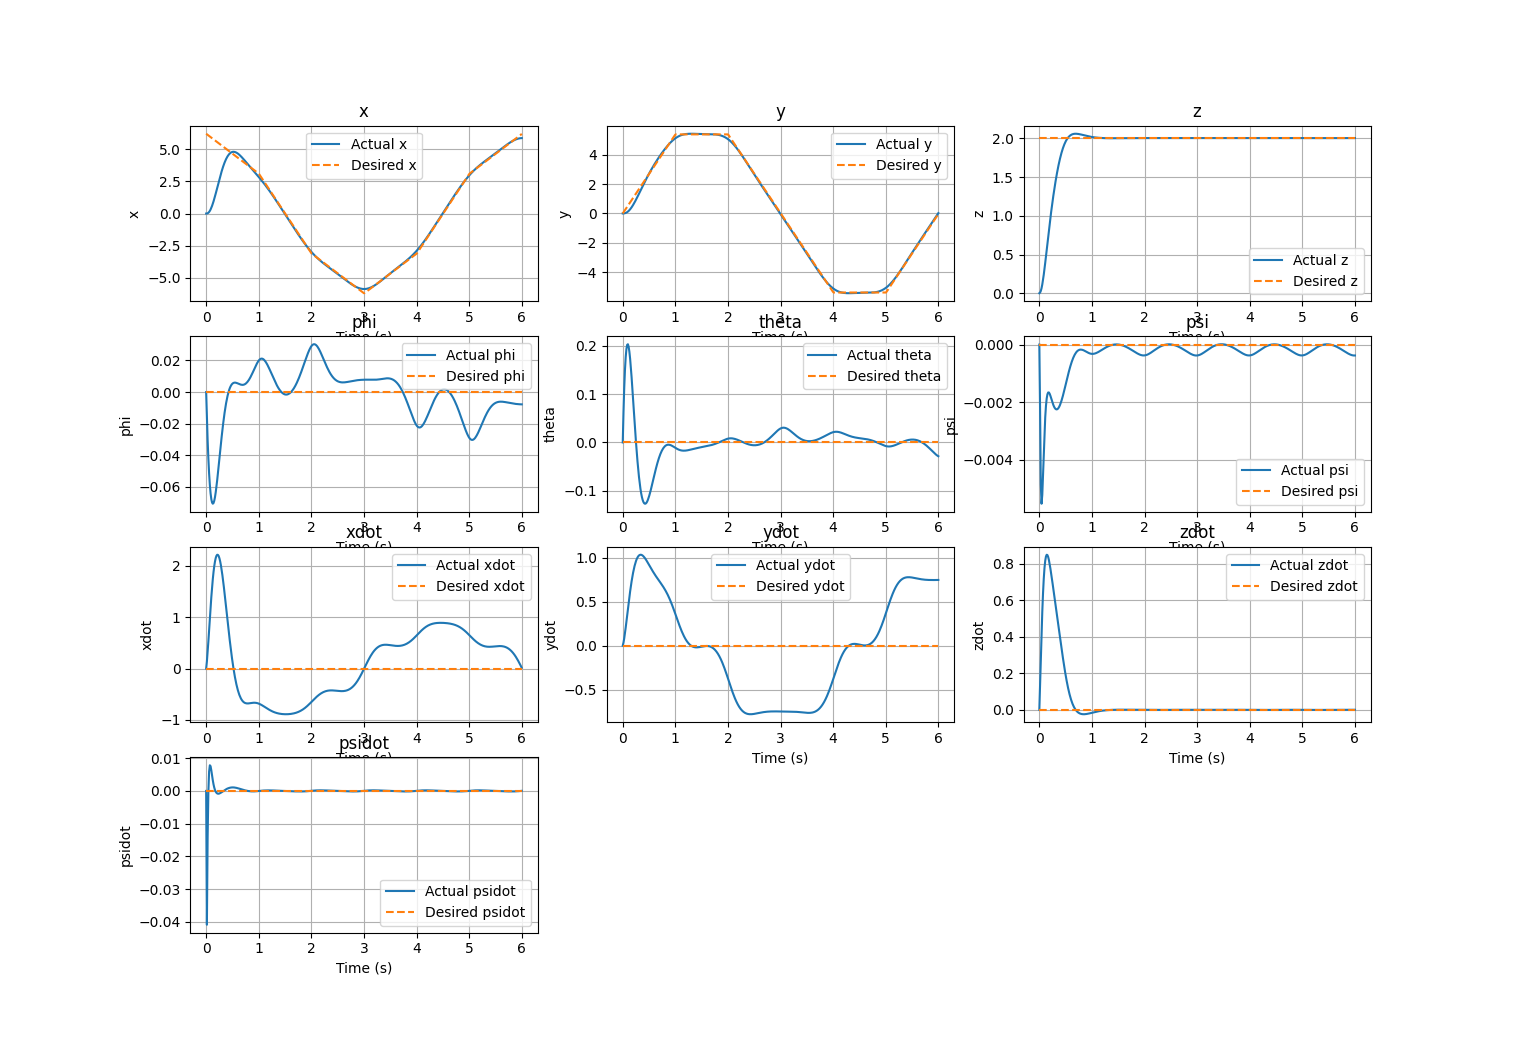 x
y
z
5.0
2.5
0.0
−2.5
−5.0
x
Actual x
Desired x
0 1 2 3 4 5 6
Time (s)
4
2
0
−2
−4
y
Actual y
Desired y
0 1 2 3 4 5 6
Time (s)
2.0
1.5
1.0
0.5
0.0
z
Actual z
Desired z
0 1 2 3 4 5 6
Time (s)
phi
theta
psi
0.02
0.00
−0.02
−0.04
−0.06
phi
Actual phi
Desired phi
0 1 2 3 4 5 6
Time (s)
0.2
0.1
0.0
−0.1
theta
Actual theta
Desired theta
0 1 2 3 4 5 6
Time (s)
0.000
−0.002
−0.004
psi
Actual psi
Desired psi
0 1 2 3 4 5 6
Time (s)
xdot
ydot
zdot
2
1
0
−1
xdot
Actual xdot
Desired xdot
0 1 2 3 4 5 6
Time (s)
1.0
0.5
0.0
−0.5
ydot
Actual ydot
Desired ydot
0 1 2 3 4 5 6
Time (s)
0.8
0.6
0.4
0.2
0.0
zdot
Actual zdot
Desired zdot
0 1 2 3 4 5 6
Time (s)
psidot
0.01
0.00
−0.01
−0.02
−0.03
−0.04
psidot
Actual psidot
Desired psidot
0 1 2 3 4 5 6
Time (s)